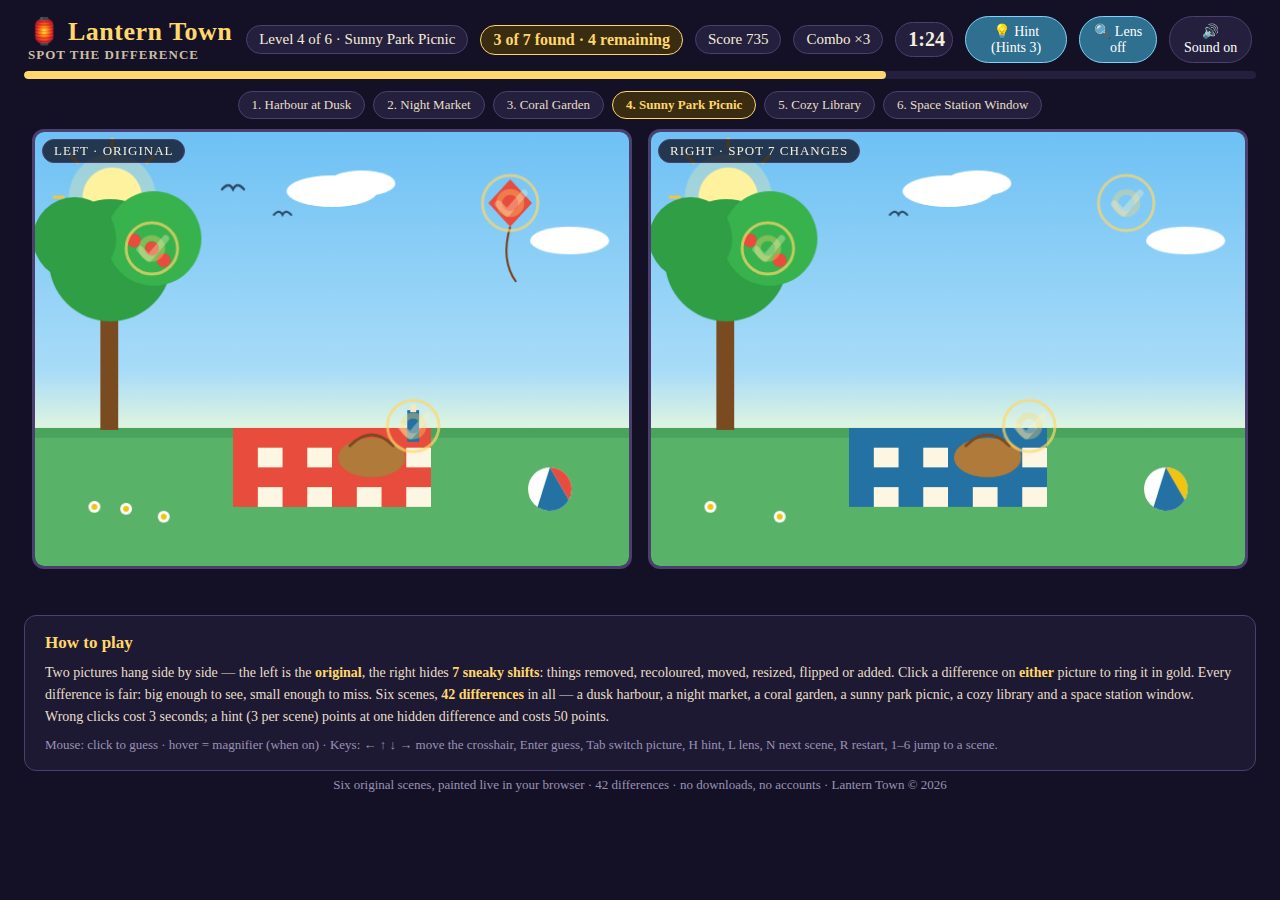 Lantern Town
SPOT THE DIFFERENCE
Level 4 of 6 · Sunny Park Picnic
3 of 7 found · 4 remaining
Score 735
Combo ×3
1:24
💡 Hint
(Hints 3)
🔍 Lens
off
🔊
Sound on
1. Harbour at Dusk
2. Night Market
3. Coral Garden
4. Sunny Park Picnic
5. Cozy Library
6. Space Station Window
LEFT · ORIGINAL
RIGHT · SPOT 7 CHANGES
How to play
Two pictures hang side by side — the left is the original, the right hides 7 sneaky shifts: things removed, recoloured, moved, resized, flipped or added. Click a difference on either picture to ring it in gold. Every
difference is fair: big enough to see, small enough to miss. Six scenes, 42 differences in all — a dusk harbour, a night market, a coral garden, a sunny park picnic, a cozy library and a space station window.
Wrong clicks cost 3 seconds; a hint (3 per scene) points at one hidden difference and costs 50 points.
Mouse: click to guess · hover = magnifier (when on) · Keys: ← ↑ ↓ → move the crosshair, Enter guess, Tab switch picture, H hint, L lens, N next scene, R restart, 1–6 jump to a scene.
Six original scenes, painted live in your browser · 42 differences · no downloads, no accounts · Lantern Town © 2026